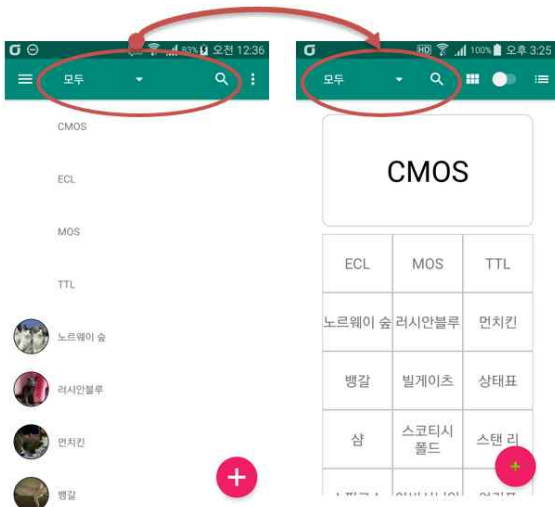 83% 오전 12:36
모두
CMOS
ECL
MOS
TTL
노르웨이 숲
러시안블루
먼치킨
뱅갈
HD 100% 오후 3:25
모두
CMOS
ECL MOS TTL
노르웨이 숲 러시안블루 먼치킨
뱅갈 빌게이츠 상태표
샴 스코티시 스탠 리
폴드